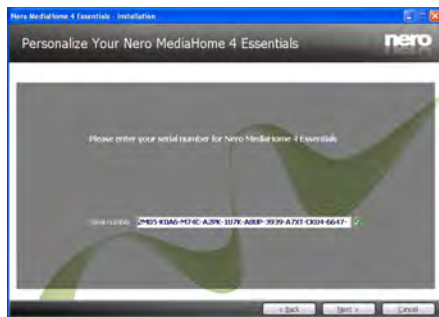 Nero MediaHome 4 Essentials - Installation
Personalize Your Nero MediaHome 4 Essentials
nero
Please enter your serial number for Nero MediaHome 4 Essentials
Serial number:
< Back
Next >
Cancel